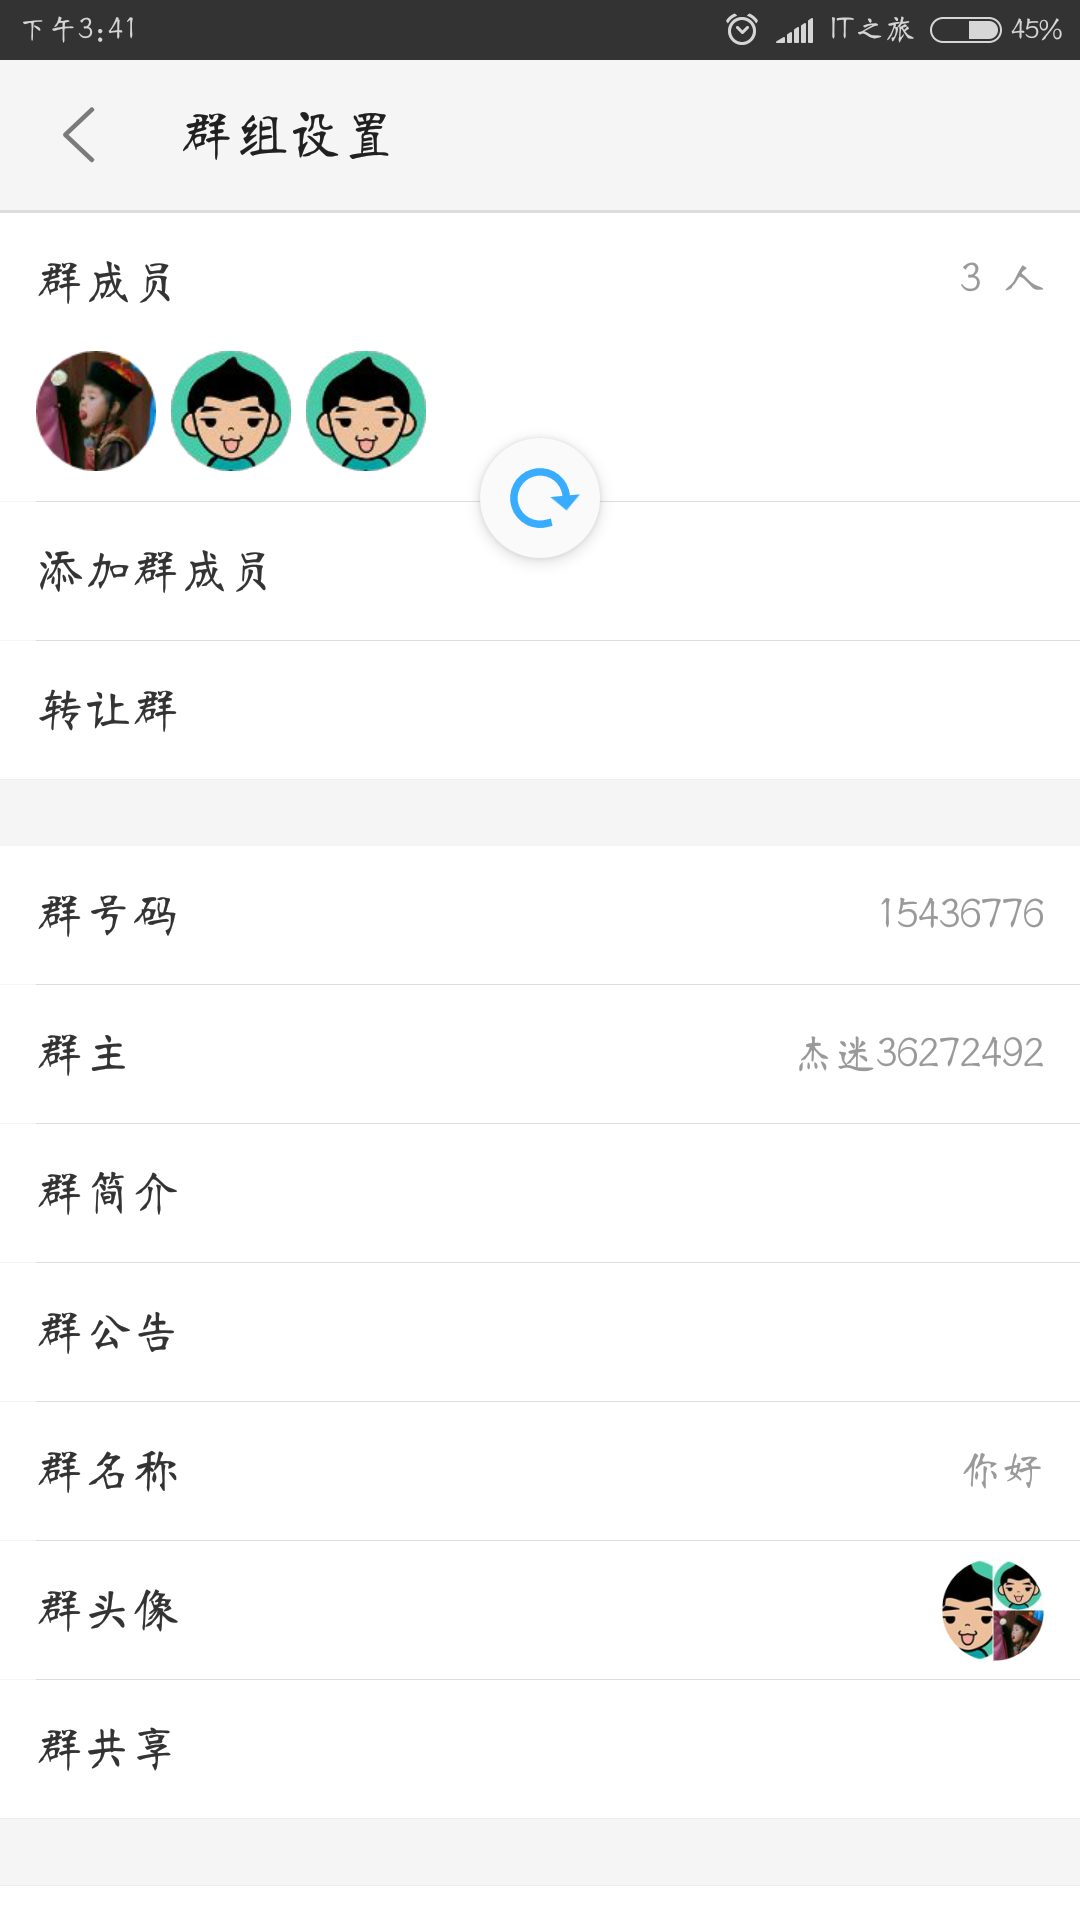 下午3:41 IT之旅 45%
群组设置
群成员 3 人
添加群成员
转让群
群号码 15436776
群主 杰迷36272492
群简介
群公告
群名称 你好
群头像
群共享